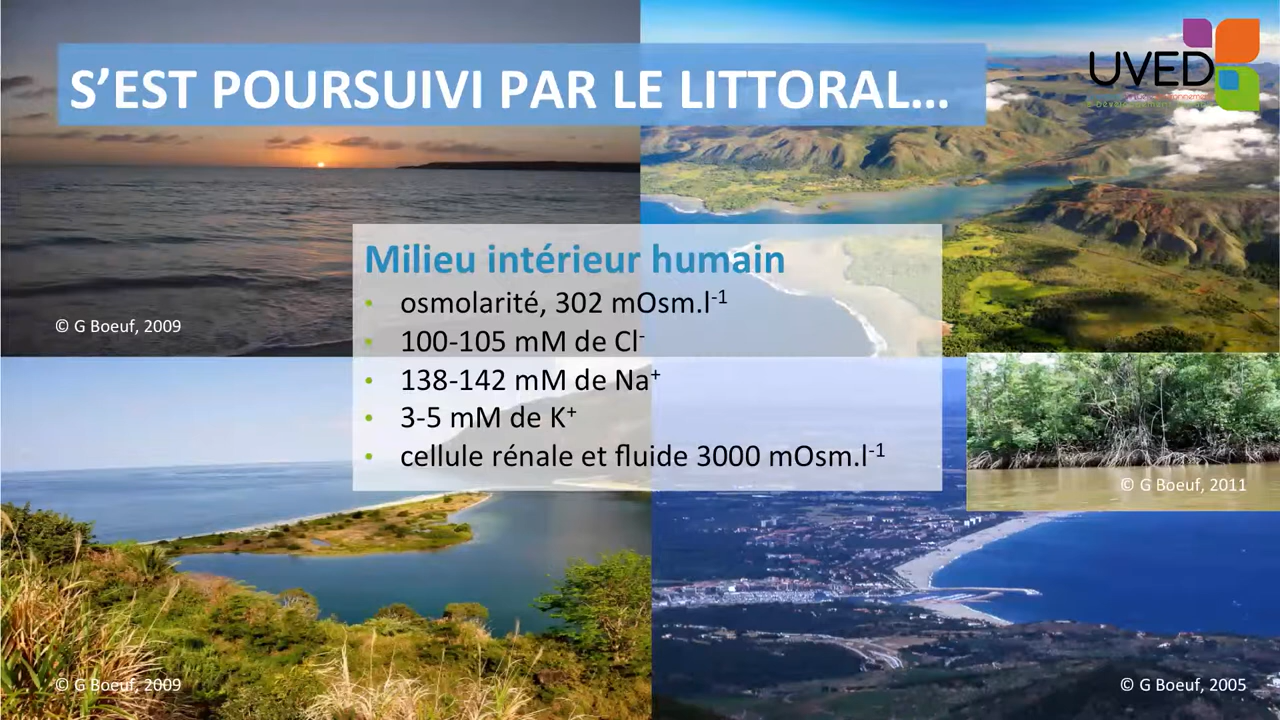 S’EST POURSUIVI PAR LE LITTORAL…
UVED
Milieu intérieur humain
• osmolarité, 302 mOsm.l⁻¹
• 100-105 mM de Cl⁻
• 138-142 mM de Na⁺
• 3-5 mM de K⁺
• cellule rénale et fluide 3000 mOsm.l⁻¹
© G Boeuf, 2009
© G Boeuf, 2011
© G Boeuf, 2009
© G Boeuf, 2005